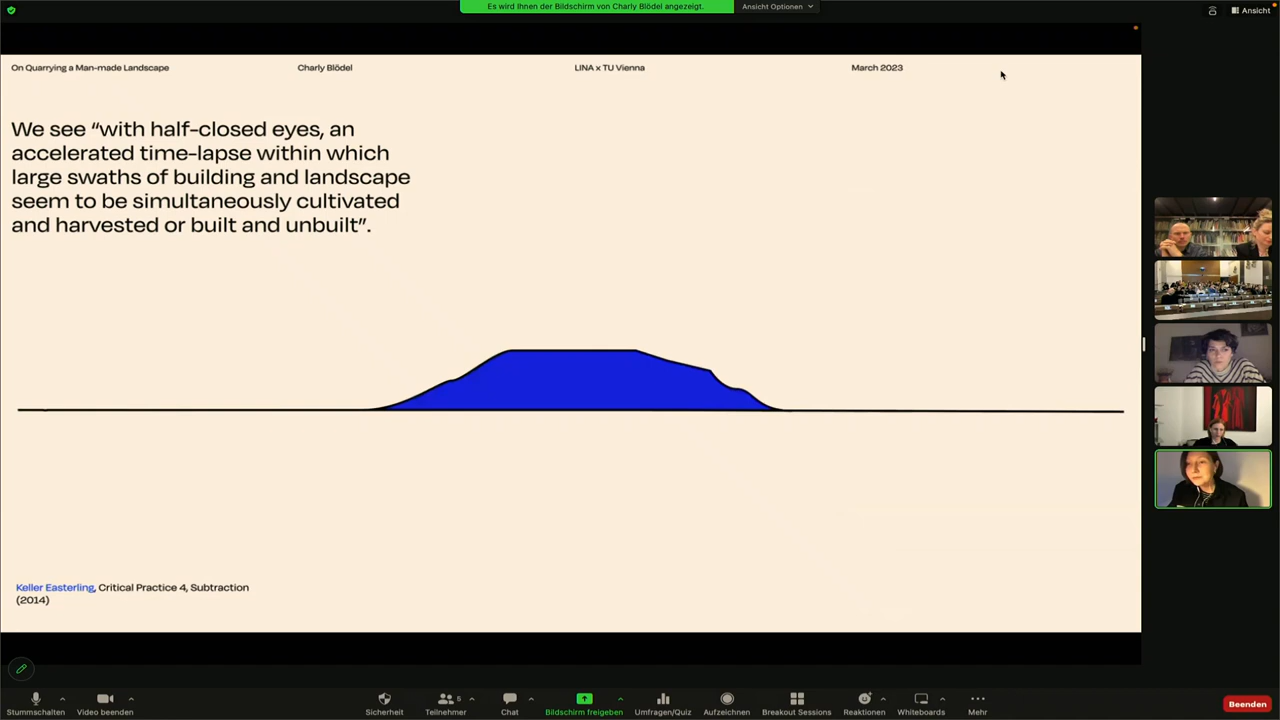 Es wird Ihnen der Bildschirm von Charly Blödel angezeigt.
Ansicht Optionen
Ansicht
On Quarrying a Man-made Landscape
Charly Blödel
LINA x TU Vienna
March 2023
We see “with half-closed eyes, an
accelerated time-lapse within which
large swaths of building and landscape
seem to be simultaneously cultivated
and harvested or built and unbuilt”.
Keller Easterling, Critical Practice 4, Subtraction
(2014)
Stummschalten
Video beenden
Sicherheit
Teilnehmer
5
Chat
Bildschirm freigeben
Umfragen/Quiz
Aufzeichnen
Breakout Sessions
Reaktionen
Whiteboards
Mehr
Beenden